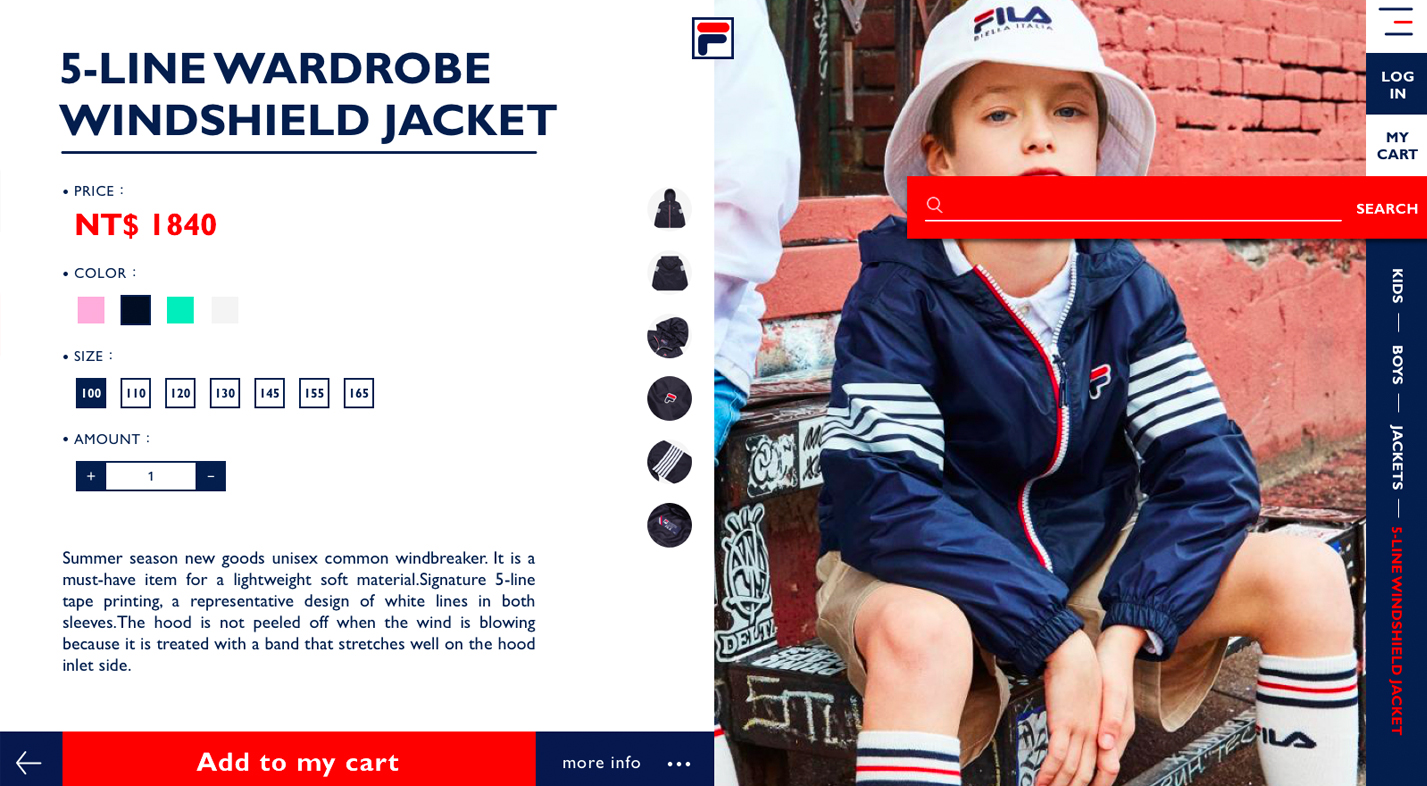 5-LINE WARDROBE
WINDSHIELD JACKET
• PRICE :
NT$ 1840
• COLOR :
• SIZE :
100 110 120 130 145 155 165
• AMOUNT :
+ 1 −
Summer season new goods unisex common windbreaker. It is a
must-have item for a lightweight soft material.Signature 5-line
tape printing, a representative design of white lines in both
sleeves.The hood is not peeled off when the wind is blowing
because it is treated with a band that stretches well on the hood
inlet side.
Add to my cart
more info •••
F
FILA
BIELLA ITALIA
F
DELTA
FILA
LOG
IN
MY
CART
SEARCH
KIDS — BOYS — JACKETS — 5-LINE WINDSHIELD JACKET